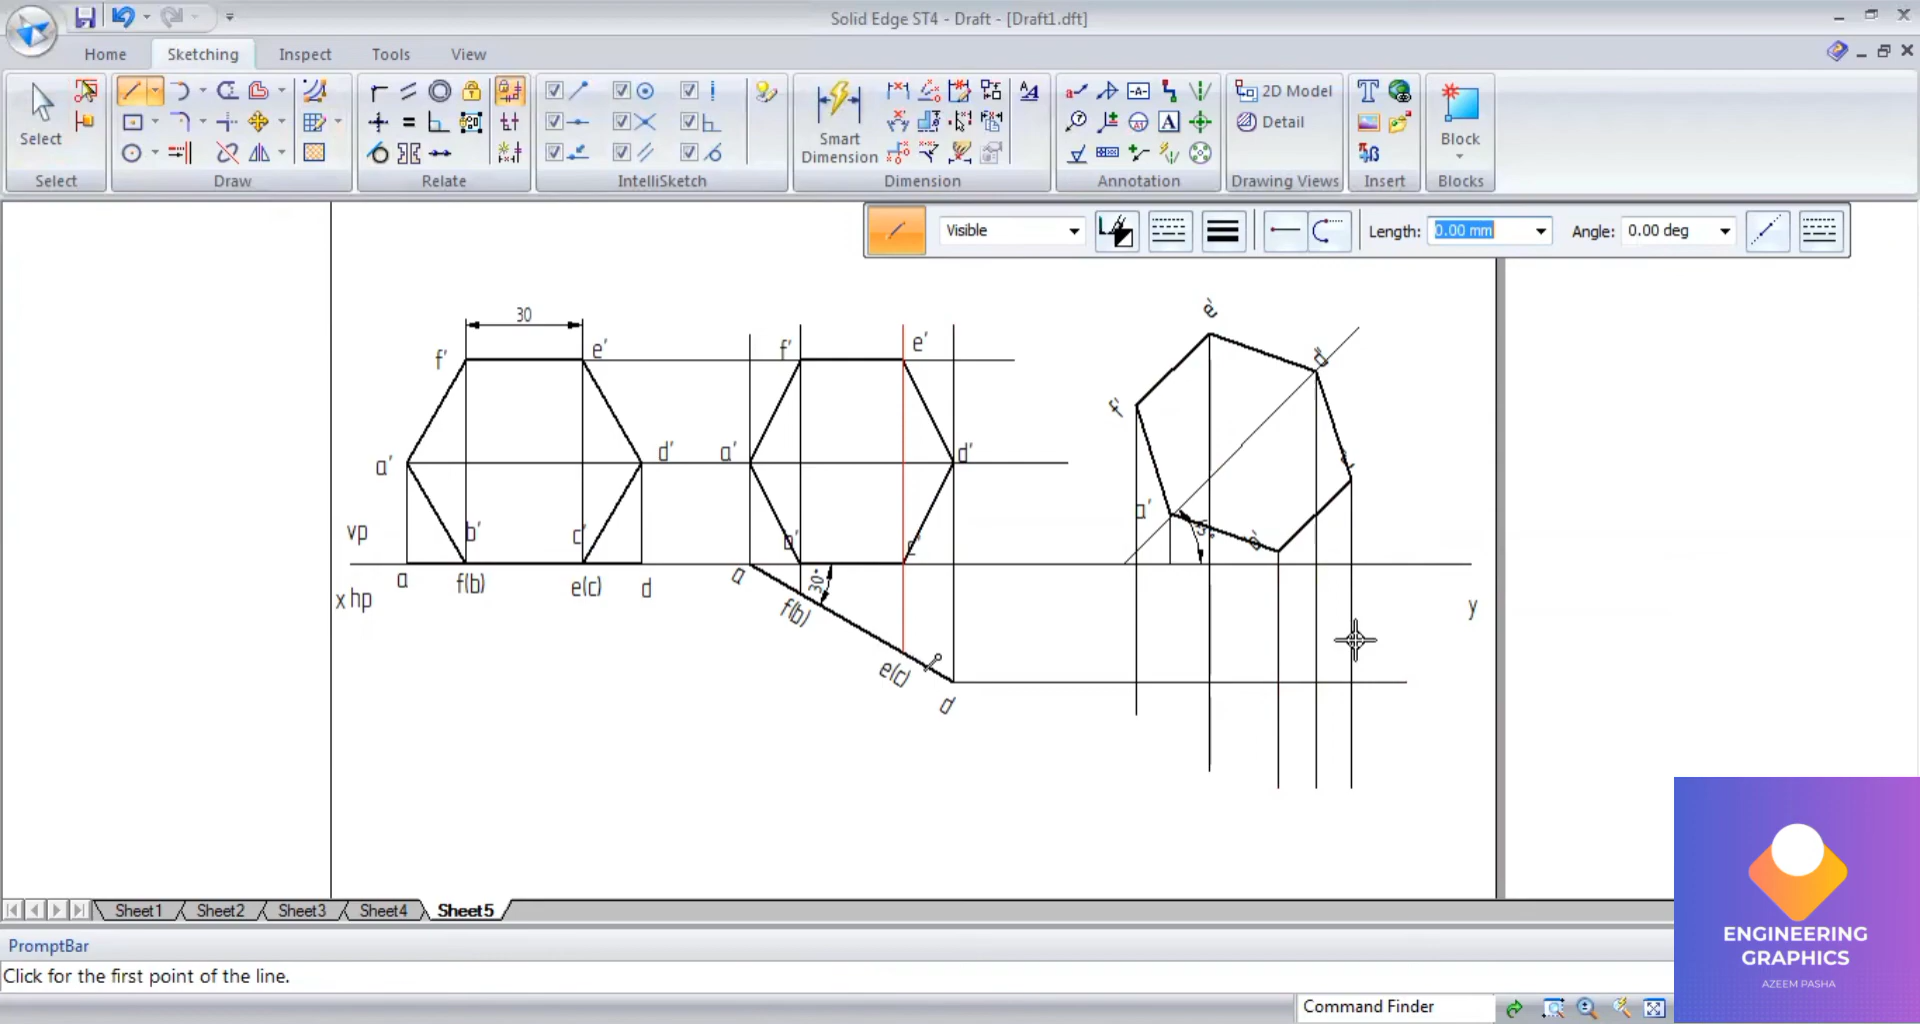 Solid Edge ST4 - Draft - [Draft1.dft]
Home
Sketching
Inspect
Tools
View
Select
Smart
Dimension
2D Model
Detail
Block
Select
Draw
Relate
IntelliSketch
Dimension
Annotation
Drawing Views
Insert
Blocks
Visible
Length:
0.00 mm
Angle:
0.00 deg
30
f'
e'
a'
d'
b'
c'
vp
x hp
a
f(b)
e(c)
d
f'
e'
a'
d'
a
30°
f(b)
e(c)
d
e'
d'
f'
a'
y
Sheet1
Sheet2
Sheet3
Sheet4
Sheet5
PromptBar
Click for the first point of the line.
Command Finder
ENGINEERING
GRAPHICS
AZEEM PASHA